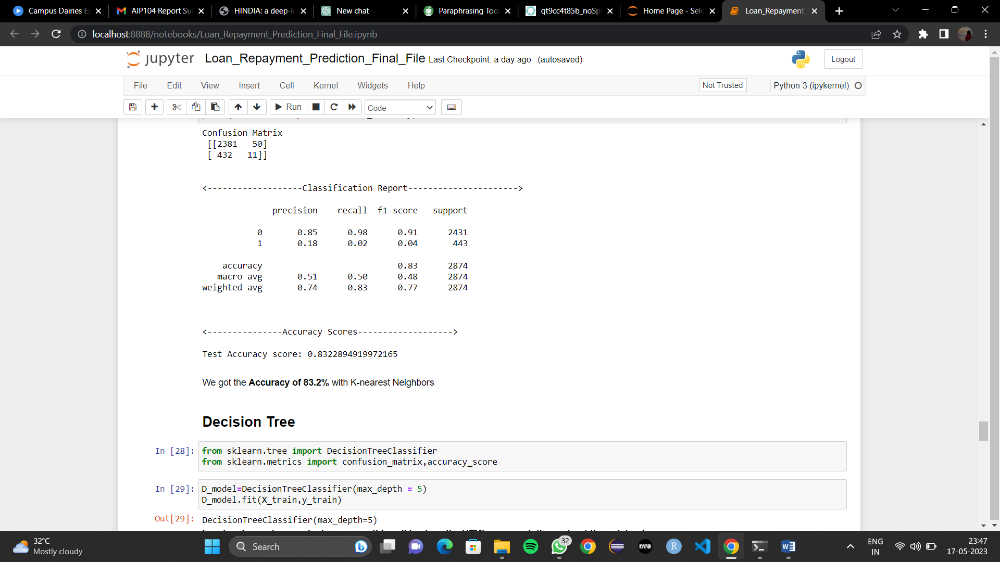 Campus Dairies Ep
AIP104 Report Su
HINDIA: a deep-le
New chat
Paraphrasing Too
qt9cc4t85b_noSpl
Home Page - Sele
Loan_Repayment_
localhost:8888/notebooks/Loan_Repayment_Prediction_Final_File.ipynb
jupyter Loan_Repayment_Prediction_Final_File Last Checkpoint: a day ago (autosaved)
Logout
File Edit View Insert Cell Kernel Widgets Help
Not Trusted
Python 3 (ipykernel)
Run
Code
Confusion Matrix
[[2381 50]
[ 432 11]]
<-------------------Classification Report---------------------->
precision recall f1-score support
0 0.85 0.98 0.91 2431
1 0.18 0.02 0.04 443
accuracy 0.83 2874
macro avg 0.51 0.50 0.48 2874
weighted avg 0.74 0.83 0.77 2874
<---------------Accuracy Scores------------------->
Test Accuracy score: 0.8322894919972165
We got the Accuracy of 83.2% with K-nearest Neighbors
Decision Tree
In [28]: from sklearn.tree import DecisionTreeClassifier
from sklearn.metrics import confusion_matrix,accuracy_score
In [29]: D_model=DecisionTreeClassifier(max_depth = 5)
D_model.fit(X_train,y_train)
Out[29]: DecisionTreeClassifier(max_depth=5)
32°C
Mostly cloudy
Search
32
rave
R
ENG
IN
23:47
17-05-2023